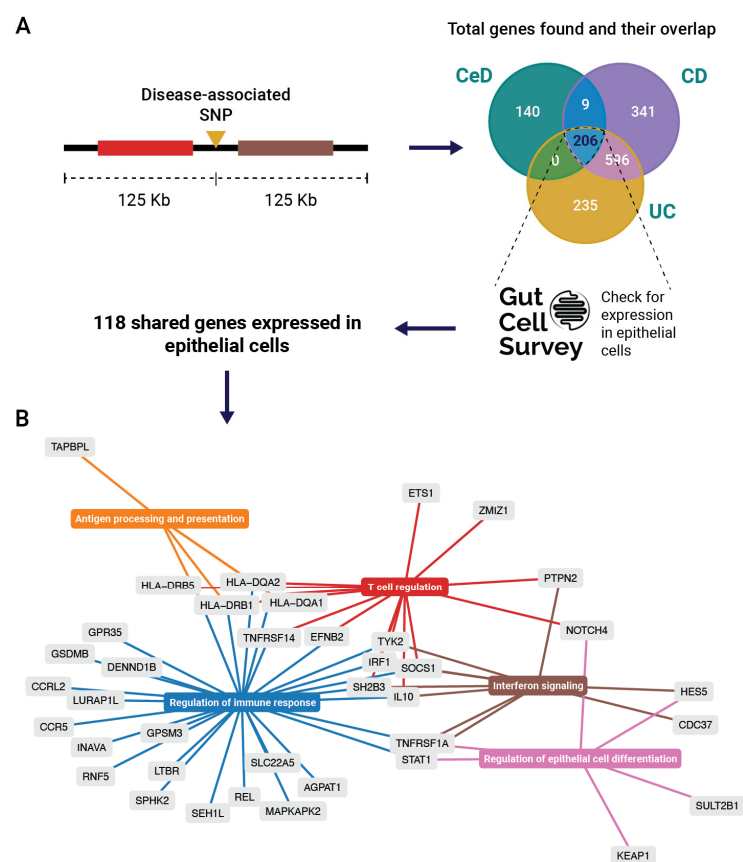 A
Total genes found and their overlap
CeD
CD
Disease-associated
SNP
140
9
341
206
0
596
125 Kb
125 Kb
235
UC
Gut
Cell
Survey
Check for
expression
in epithelial
cells
118 shared genes expressed in
epithelial cells
B
TAPBPL
ETS1
ZMIZ1
Antigen processing and presentation
HLA–DRB5
HLA–DQA2
T cell regulation
PTPN2
HLA–DRB1
HLA–DQA1
GPR35
TNFRSF14
EFNB2
NOTCH4
GSDMB
TYK2
DENND1B
IRF1
SOCS1
CCRL2
SH2B3
Interferon signaling
LURAP1L
Regulation of immune response
IL10
HES5
CCR5
GPSM3
CDC37
INAVA
TNFRSF1A
STAT1
Regulation of epithelial cell differentiation
RNF5
LTBR
SLC22A5
SPHK2
AGPAT1
REL
SULT2B1
SEH1L
MAPKAPK2
KEAP1